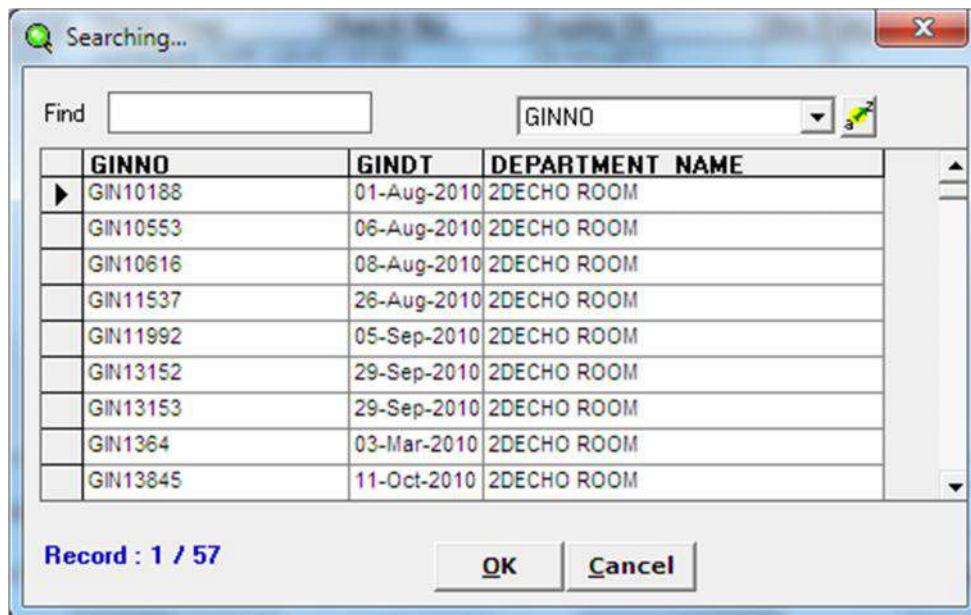 Searching...
Find GINNO
GINNO GINDT DEPARTMENT_NAME
GIN10188 01-Aug-2010 2DECHO ROOM
GIN10553 06-Aug-2010 2DECHO ROOM
GIN10616 08-Aug-2010 2DECHO ROOM
GIN11537 26-Aug-2010 2DECHO ROOM
GIN11992 05-Sep-2010 2DECHO ROOM
GIN13152 29-Sep-2010 2DECHO ROOM
GIN13153 29-Sep-2010 2DECHO ROOM
GIN1364 03-Mar-2010 2DECHO ROOM
GIN13845 11-Oct-2010 2DECHO ROOM
Record : 1 / 57
OK Cancel